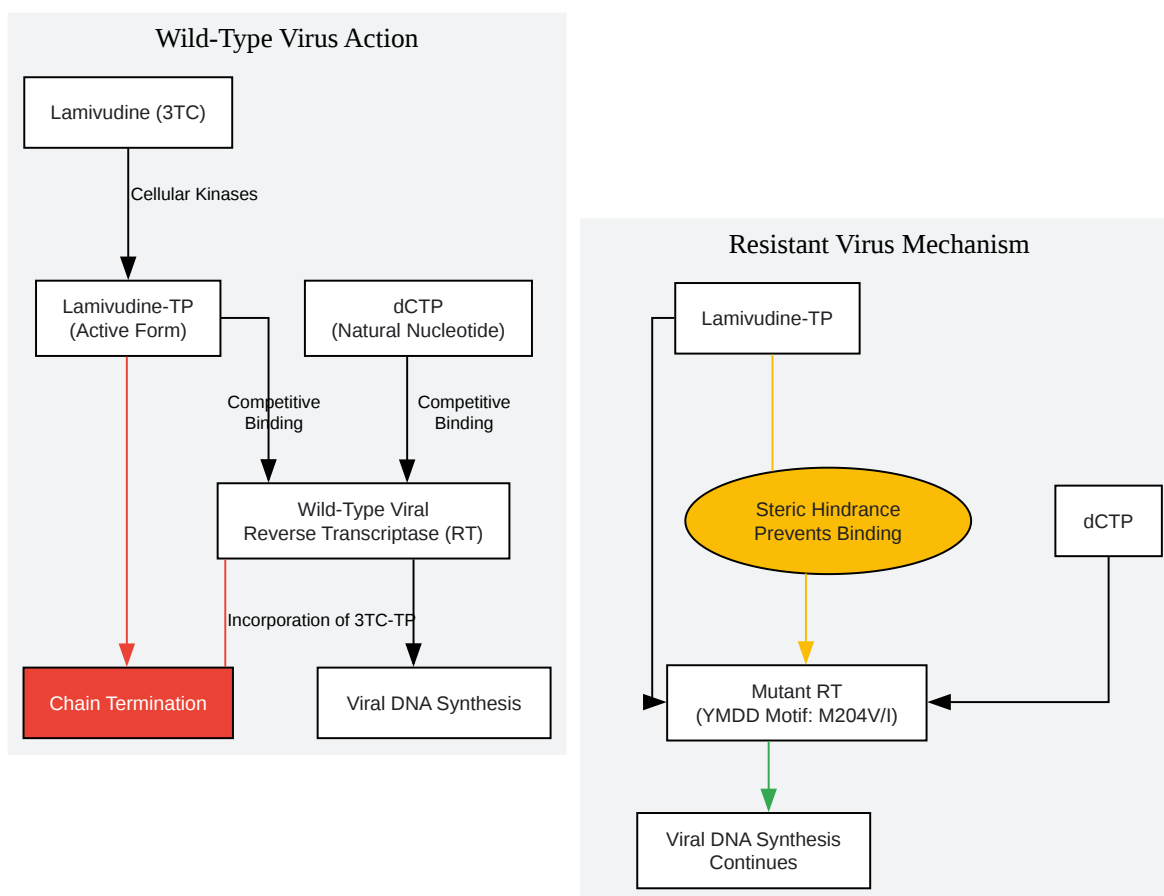 Wild-Type Virus Action
Lamivudine (3TC)
Cellular Kinases
Lamivudine-TP
(Active Form)
dCTP
(Natural Nucleotide)
Competitive
Binding
Competitive
Binding
Wild-Type Viral
Reverse Transcriptase (RT)
Incorporation of 3TC-TP
Chain Termination
Viral DNA Synthesis
Resistant Virus Mechanism
Lamivudine-TP
Steric Hindrance
Prevents Binding
dCTP
Mutant RT
(YMDD Motif: M204V/I)
Viral DNA Synthesis
Continues